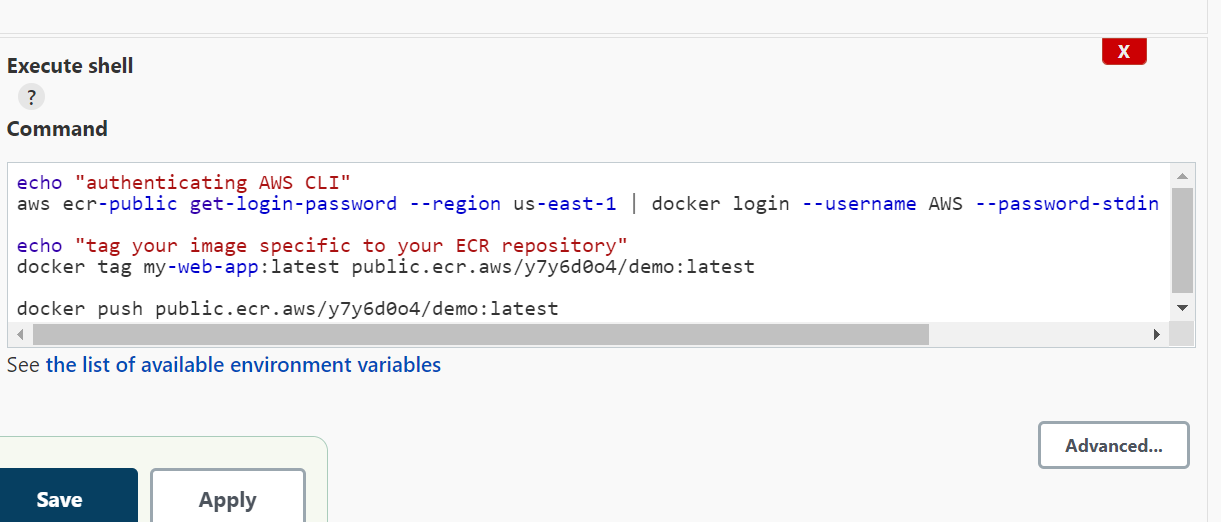 X
Execute shell
?
Command
echo "authenticating AWS CLI"
aws ecr-public get-login-password --region us-east-1 | docker login --username AWS --password-stdin
echo "tag your image specific to your ECR repository"
docker tag my-web-app:latest public.ecr.aws/y7y6d0o4/demo:latest
docker push public.ecr.aws/y7y6d0o4/demo:latest
See the list of available environment variables
Advanced...
Save Apply